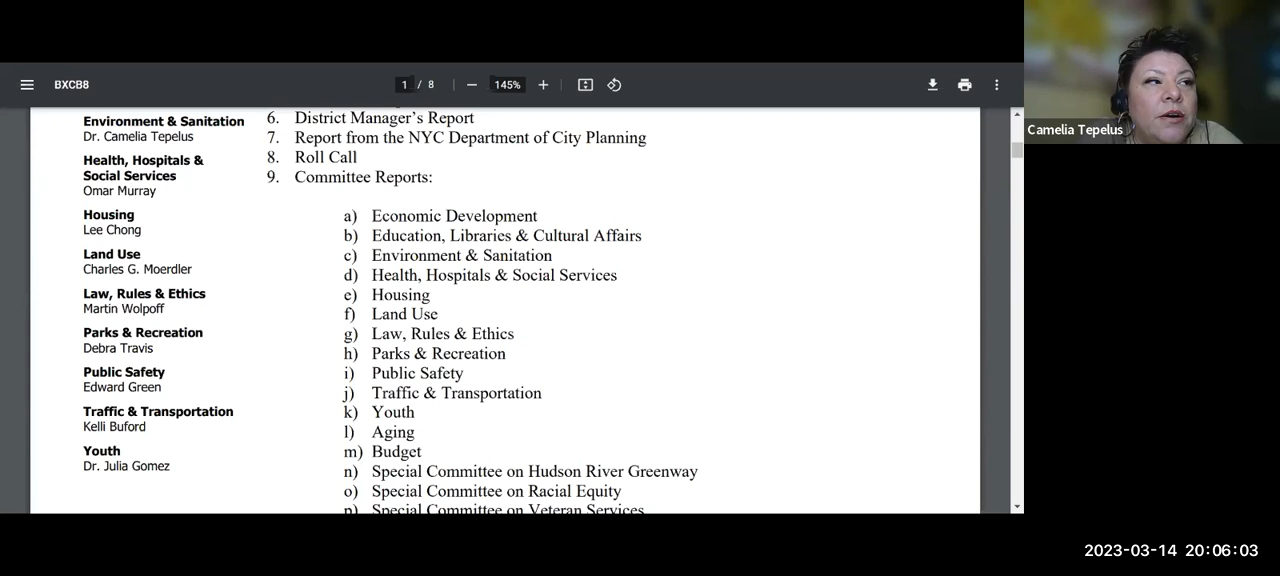 BXCB8
1 / 8
145%
Environment & Sanitation
Dr. Camelia Tepelus
Health, Hospitals &
Social Services
Omar Murray
Housing
Lee Chong
Land Use
Charles G. Moerdler
Law, Rules & Ethics
Martin Wolpoff
Parks & Recreation
Debra Travis
Public Safety
Edward Green
Traffic & Transportation
Kelli Buford
Youth
Dr. Julia Gomez
6. District Manager's Report
7. Report from the NYC Department of City Planning
8. Roll Call
9. Committee Reports:
a) Economic Development
b) Education, Libraries & Cultural Affairs
c) Environment & Sanitation
d) Health, Hospitals & Social Services
e) Housing
f) Land Use
g) Law, Rules & Ethics
h) Parks & Recreation
i) Public Safety
j) Traffic & Transportation
k) Youth
l) Aging
m) Budget
n) Special Committee on Hudson River Greenway
o) Special Committee on Racial Equity
p) Special Committee on Veteran Services
Camelia Tepelus
2023-03-14 20:06:03